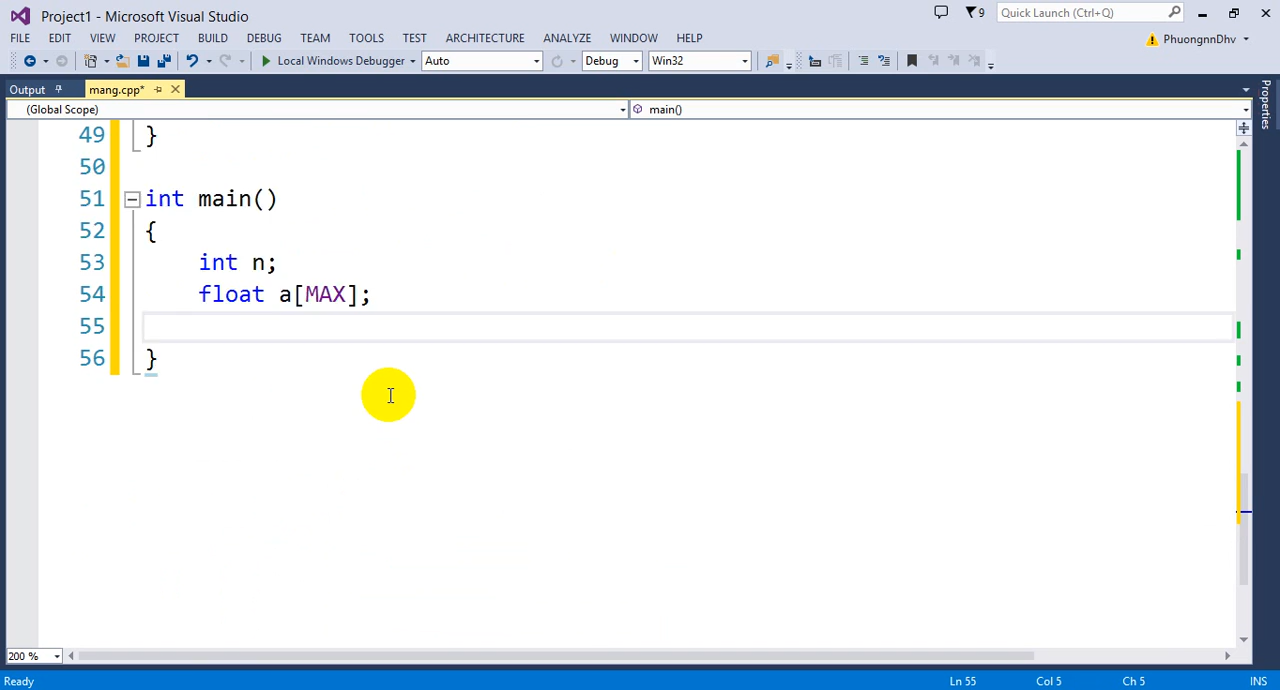 Project1 - Microsoft Visual Studio
9
Quick Launch (Ctrl+Q)
FILE EDIT VIEW PROJECT BUILD DEBUG TEAM TOOLS TEST ARCHITECTURE ANALYZE WINDOW HELP
PhuongnnDhv
Local Windows Debugger Auto Debug Win32
Output mang.cpp*
Properties
(Global Scope) main()
49 }
50
51 int main()
52 {
53 int n;
54 float a[MAX];
55
56 }
200 %
Ready Ln 55 Col 5 Ch 5 INS